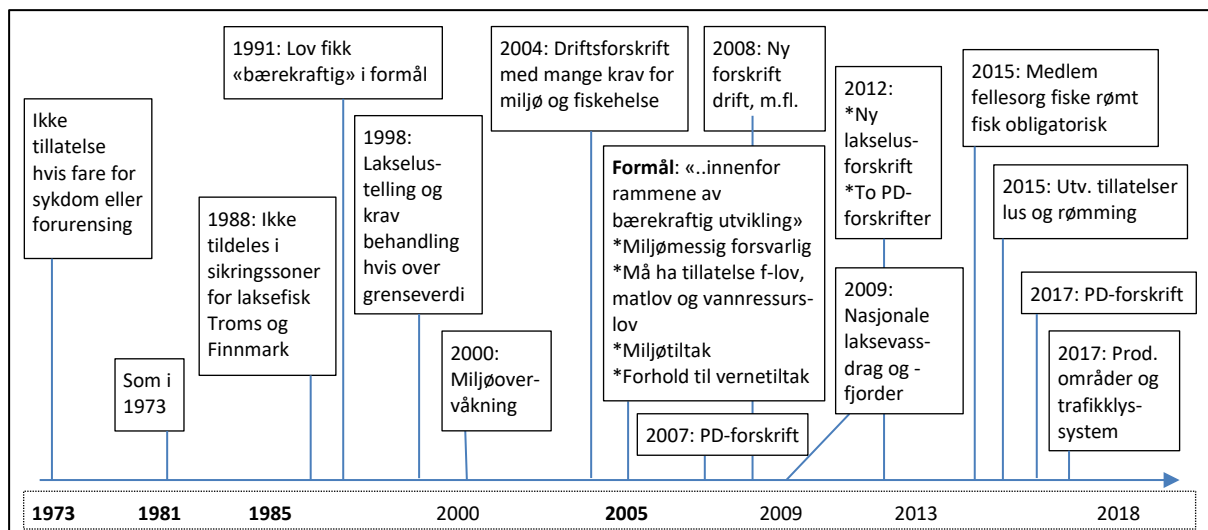 Ikke
tillatelse
hvis fare for
sykdom eller
forurensing
Som i
1973
1988: Ikke
tildeles i
sikringssoner
for laksefisk
Troms og
Finnmark
1991: Lov fikk
«bærekraftig» i formål
1998:
Lakselus-
telling og
krav
behandling
hvis over
grenseverdi
2000:
Miljøover-
våkning
2004: Driftsforskrift
med mange krav for
miljø og fiskehelse
Formål: «..innenfor
rammene av
bærekraftig utvikling»
*Miljømessig forsvarlig
*Må ha tillatelse f-lov,
matlov og vannressurs-
lov
*Miljøtiltak
*Forhold til vernetiltak
2007: PD-forskrift
2008: Ny
forskrift
drift, m.fl.
2012:
*Ny
lakselus-
forskrift
*To PD-
forskrifter
2009:
Nasjonale
laksevass-
drag og -
fjorder
2015: Medlem
fellesorg fiske rømt
fisk obligatorisk
2015: Utv. tillatelser
lus og rømming
2017: PD-forskrift
2017: Prod.
områder og
trafikklys-
system
1973 1981 1985 2000 2005 2009 2013 2018